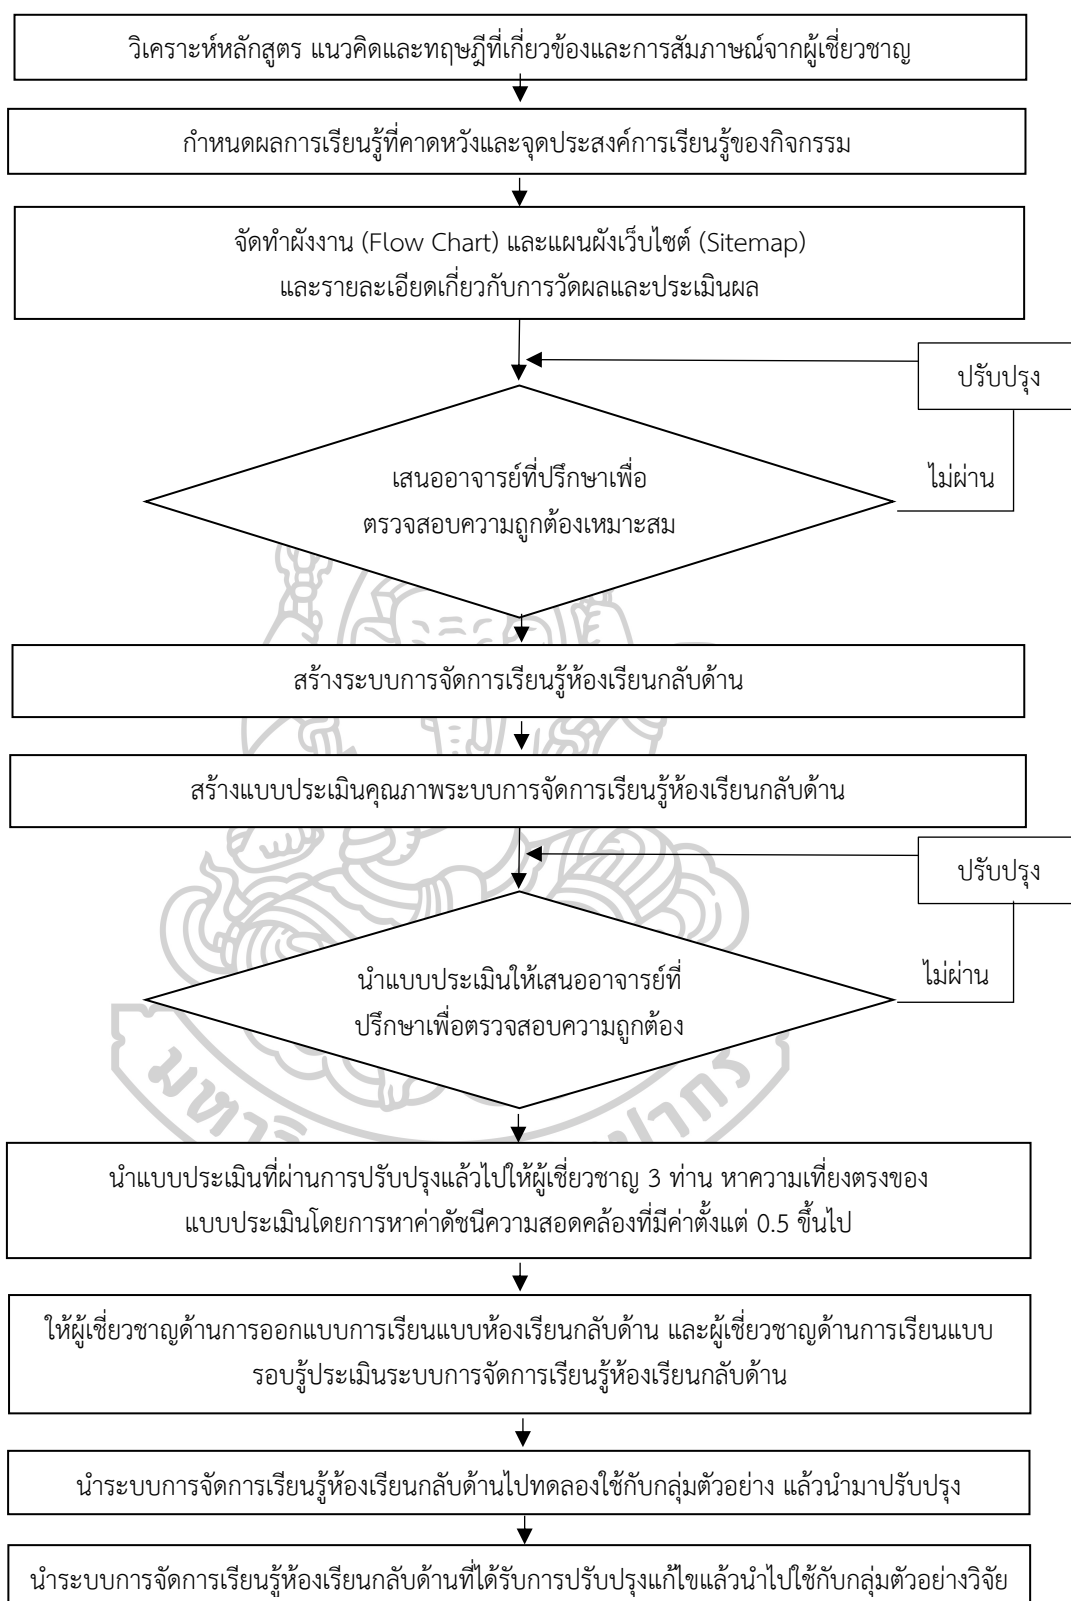 วิเคราะห์หลักสูตร แนวคิดและทฤษฎีที่เกี่ยวข้องและการสัมภาษณ์จากผู้เชี่ยวชาญ
กำหนดผลการเรียนรู้ที่คาดหวังและจุดประสงค์การเรียนรู้ของกิจกรรม
จัดทำผังงาน (Flow Chart) และแผนผังเว็บไซต์ (Sitemap)
และรายละเอียดเกี่ยวกับการวัดผลและประเมินผล
ปรับปรุง
เสนออาจารย์ที่ปรึกษาเพื่อ
ตรวจสอบความถูกต้องเหมาะสม
ไม่ผ่าน
สร้างระบบการจัดการเรียนรู้ห้องเรียนกลับด้าน
สร้างแบบประเมินคุณภาพระบบการจัดการเรียนรู้ห้องเรียนกลับด้าน
ปรับปรุง
นำแบบประเมินให้เสนออาจารย์ที่
ปรึกษาเพื่อตรวจสอบความถูกต้อง
ไม่ผ่าน
นำแบบประเมินที่ผ่านการปรับปรุงแล้วไปให้ผู้เชี่ยวชาญ 3 ท่าน หาความเที่ยงตรงของ
แบบประเมินโดยการหาค่าดัชนีความสอดคล้องที่มีค่าตั้งแต่ 0.5 ขึ้นไป
ให้ผู้เชี่ยวชาญด้านการออกแบบการเรียนแบบห้องเรียนกลับด้าน และผู้เชี่ยวชาญด้านการเรียนแบบ
รอบรู้ประเมินระบบการจัดการเรียนรู้ห้องเรียนกลับด้าน
นำระบบการจัดการเรียนรู้ห้องเรียนกลับด้านไปทดลองใช้กับกลุ่มตัวอย่าง แล้วนำมาปรับปรุง
นำระบบการจัดการเรียนรู้ห้องเรียนกลับด้านที่ได้รับการปรับปรุงแก้ไขแล้วนำไปใช้กับกลุ่มตัวอย่างวิจัย